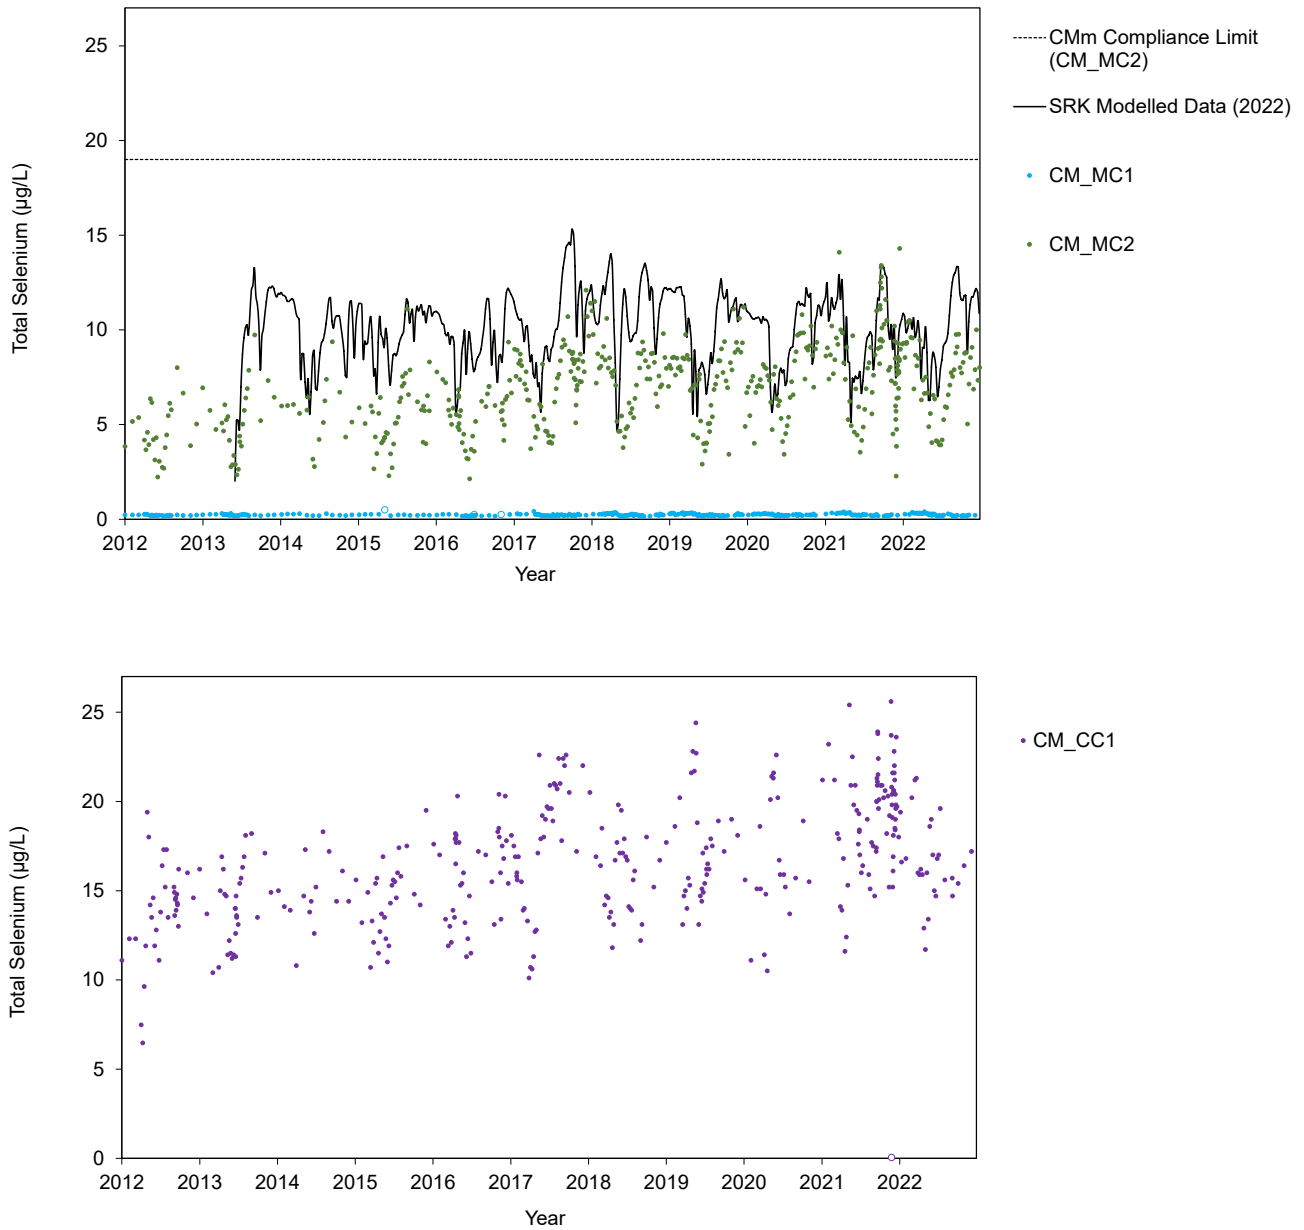 25
20
15
10
5
0
Total Selenium (µg/L)
2012 2013 2014 2015 2016 2017 2018 2019 2020 2021 2022
Year
CMm Compliance Limit
(CM_MC2)
SRK Modelled Data (2022)
CM_MC1
CM_MC2
25
20
15
10
5
0
Total Selenium (µg/L)
2012 2013 2014 2015 2016 2017 2018 2019 2020 2021 2022
Year
CM_CC1